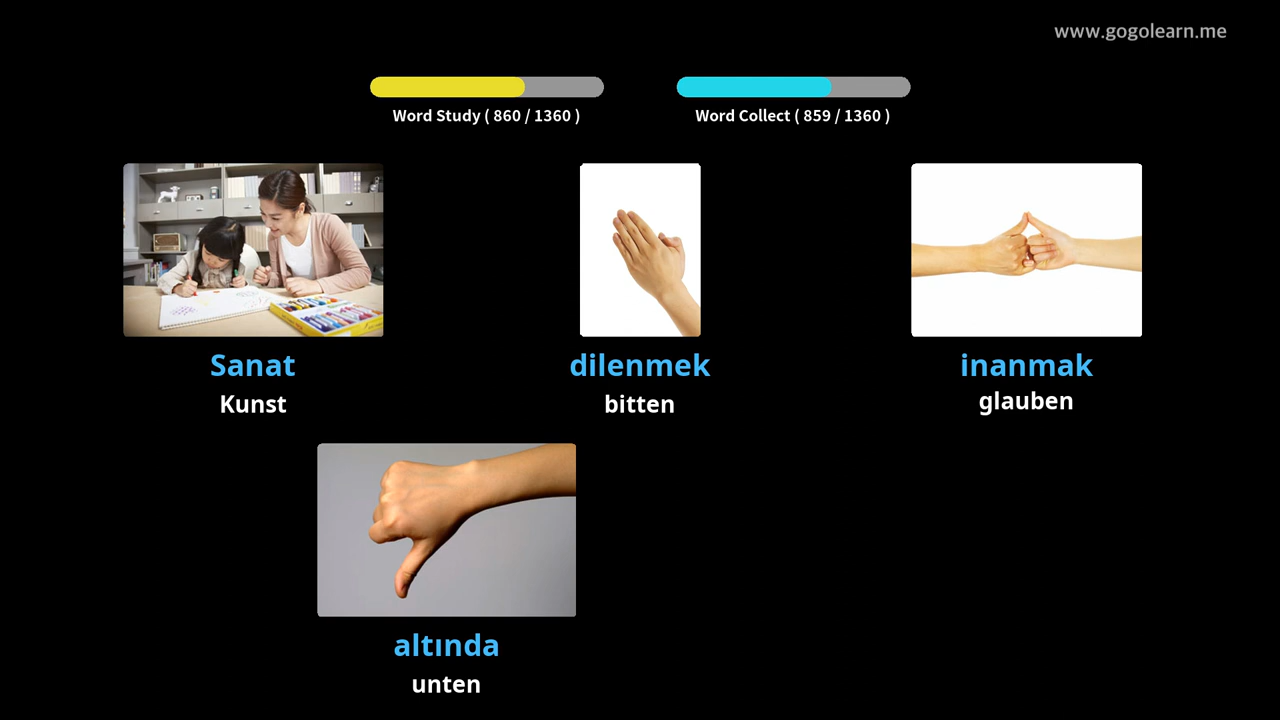 www.gogolearn.me
Word Study ( 860 / 1360 )
Word Collect ( 859 / 1360 )
Sanat
Kunst
dilenmek
bitten
inanmak
glauben
altında
unten